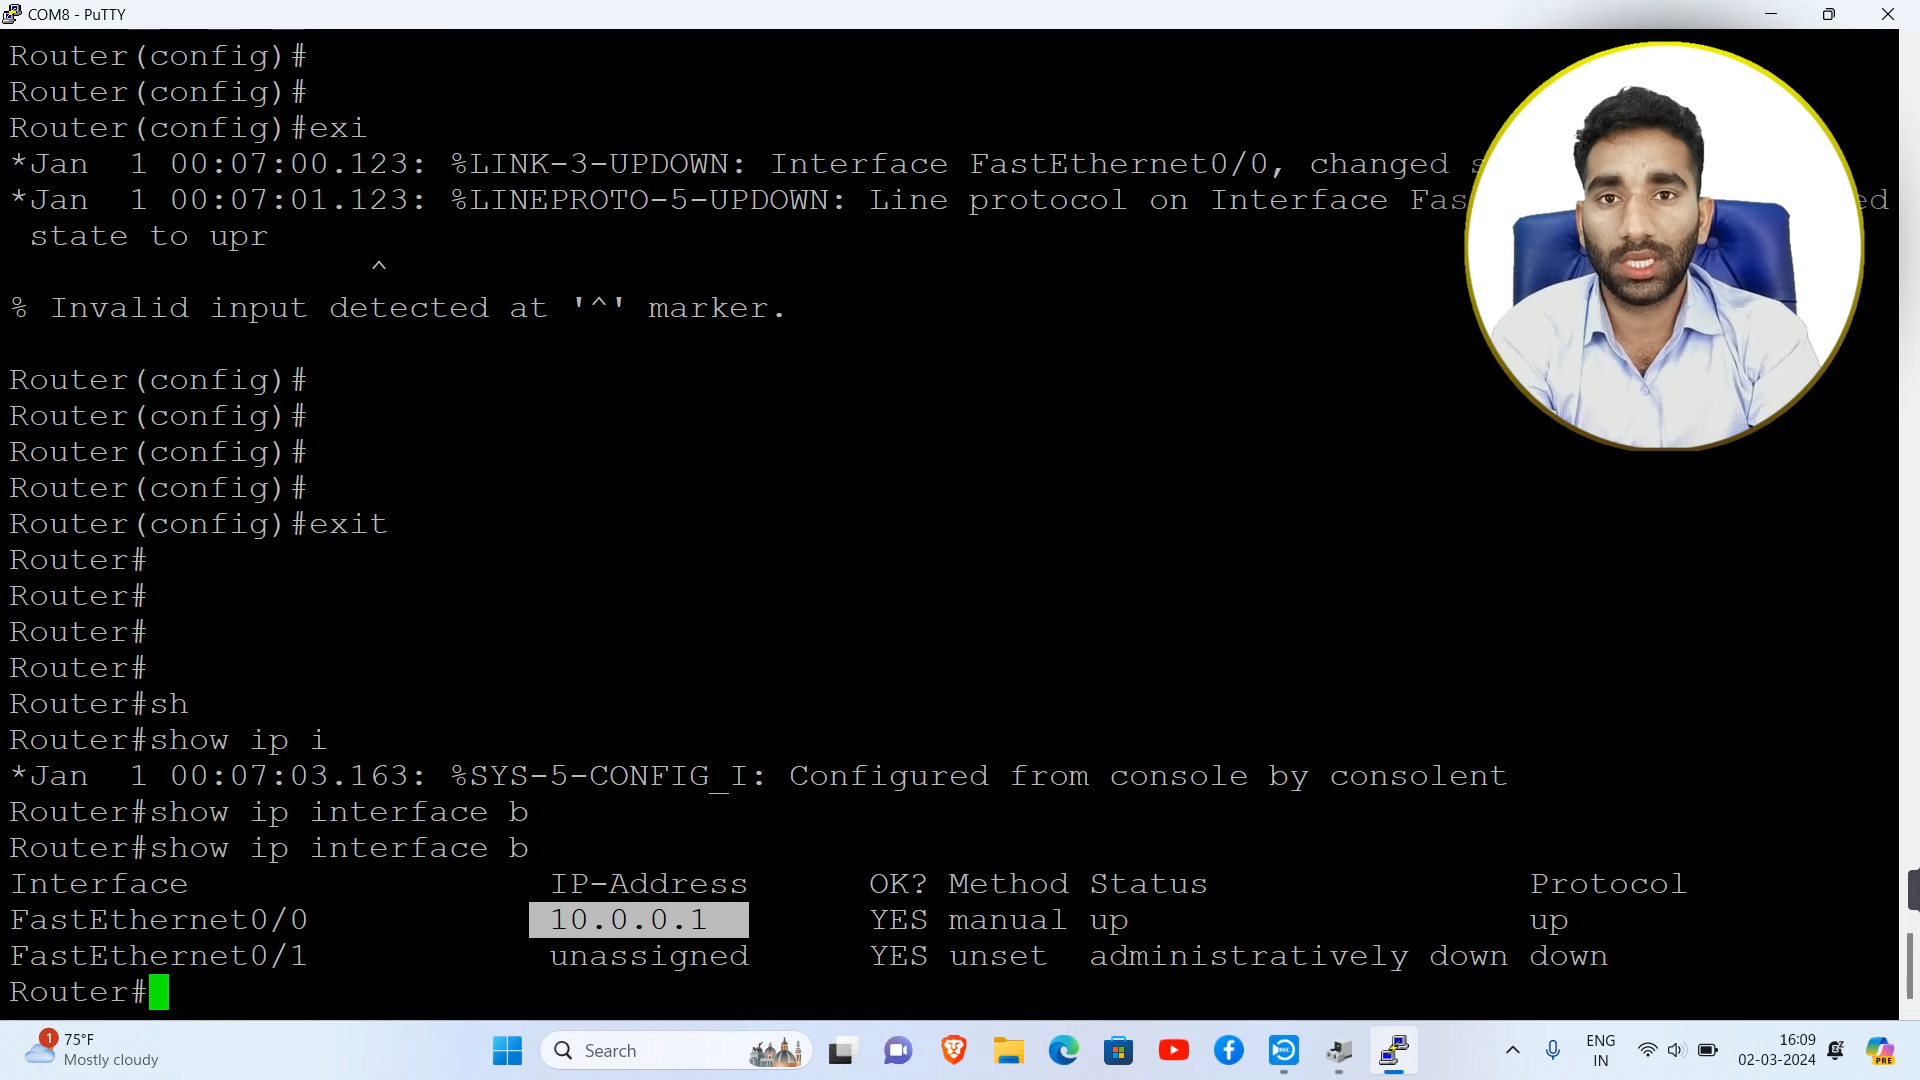 COM8 - PuTTY
Router(config)#
Router(config)#
Router(config)#exi
*Jan  1 00:07:00.123: %LINK-3-UPDOWN: Interface FastEthernet0/0, changed
*Jan  1 00:07:01.123: %LINEPROTO-5-UPDOWN: Line protocol on Interface Fas ed
state to upr
^
% Invalid input detected at '^' marker.
Router(config)#
Router(config)#
Router(config)#
Router(config)#
Router(config)#exit
Router#
Router#
Router#
Router#
Router#sh
Router#show ip i
*Jan  1 00:07:03.163: %SYS-5-CONFIG_I: Configured from console by consolent
Router#show ip interface b
Router#show ip interface b
Interface IP-Address OK? Method Status Protocol
FastEthernet0/0 10.0.0.1 YES manual up up
FastEthernet0/1 unassigned YES unset administratively down down
Router#
1 75°F
Mostly cloudy
Search
ENG
IN
16:09
02-03-2024
PRE